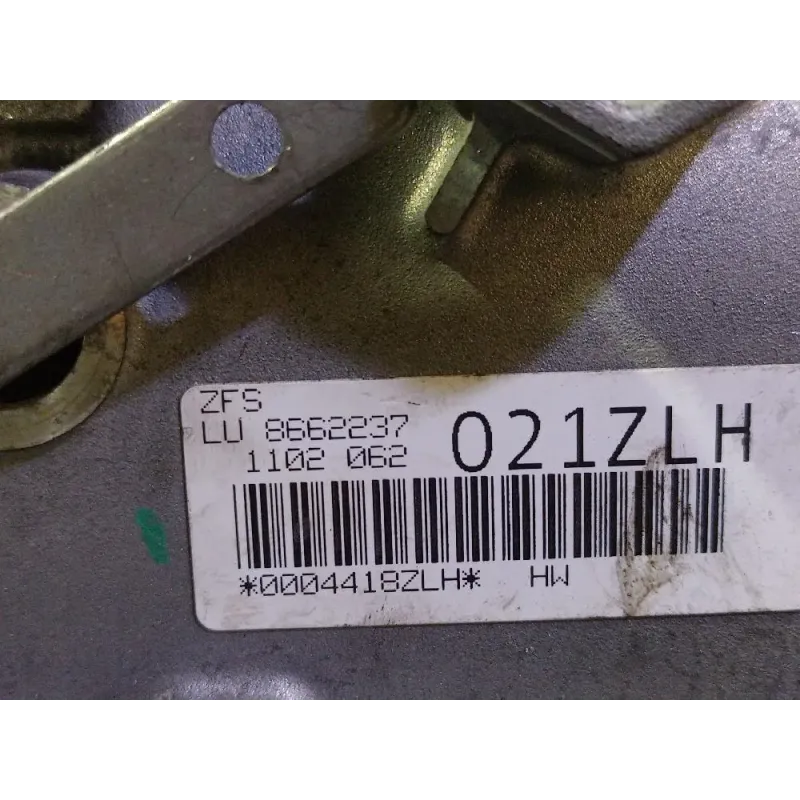 ZFS
LU 8662237
1102 062 021ZLH
*0004418ZLH* HW